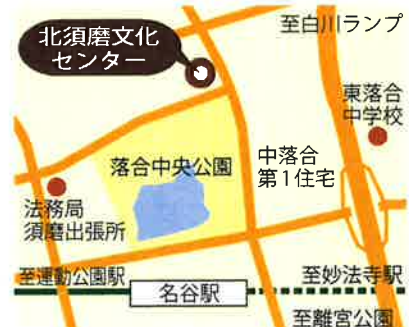 至白川ランプ
北須磨文化
センター
東落合
中学校
落合中央公園
中落合
第1住宅
法務局
須磨出張所
至運動公園駅
名谷駅
至妙法寺駅
至離宮公園